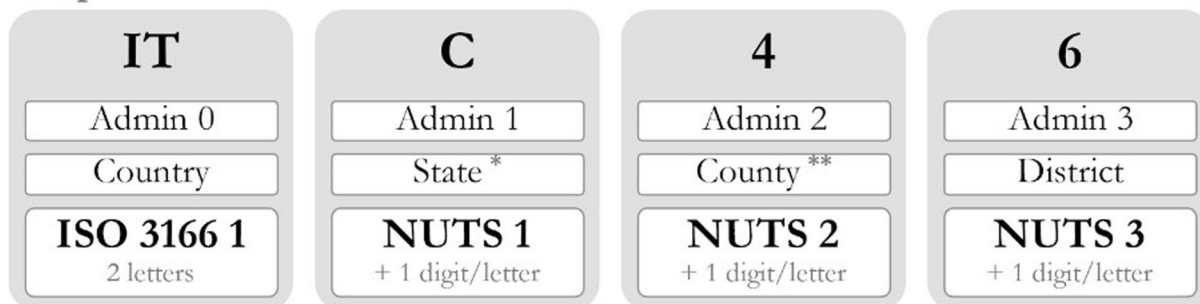 IT C 4 6
Admin 0 Admin 1 Admin 2 Admin 3
Country State * County ** District
ISO 3166 1 NUTS 1 NUTS 2 NUTS 3
2 letters + 1 digit/letter + 1 digit/letter + 1 digit/letter